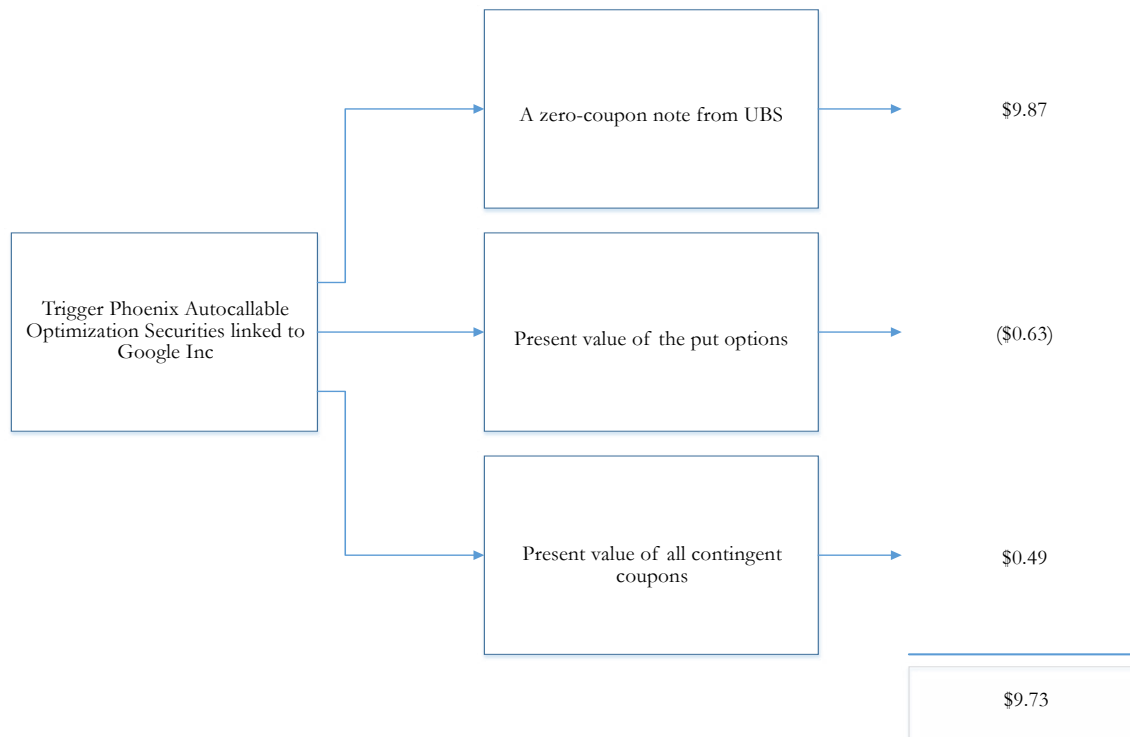 A zero-coupon note from UBS
$9.87
Trigger Phoenix Autocallable
Optimization Securities linked to
Google Inc
Present value of the put options
($0.63)
Present value of all contingent
coupons
$0.49
$9.73